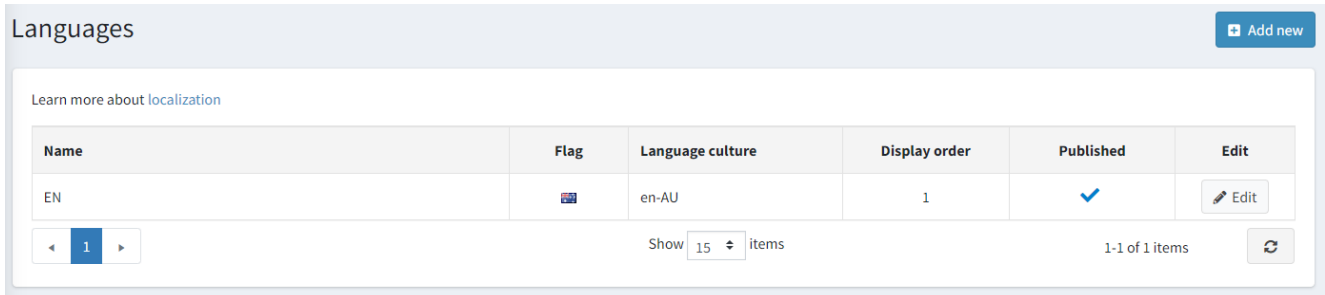 Languages
Add new
Learn more about localization
Name Flag Language culture Display order Published Edit
EN en-AU 1 Edit
1 Show 15 items 1-1 of 1 items